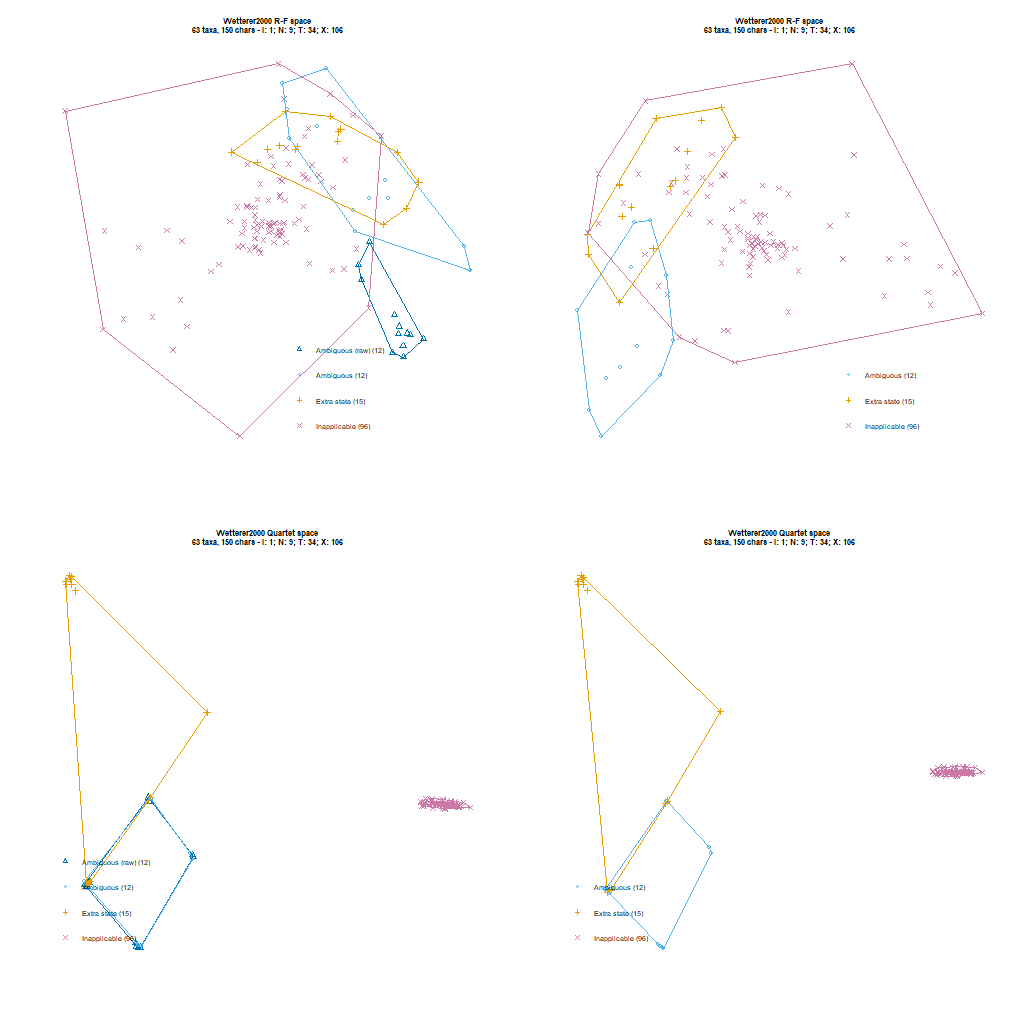 Wetterer2000 R-F space
63 taxa, 150 chars - I: 1; N: 9; T: 34; X: 106
Ambiguous (raw) (12)
Ambiguous (12)
Extra state (15)
Inapplicable (96)
Wetterer2000 R-F space
63 taxa, 150 chars - I: 1; N: 9; T: 34; X: 106
Ambiguous (12)
Extra state (15)
Inapplicable (96)
Wetterer2000 Quartet space
63 taxa, 150 chars - I: 1; N: 9; T: 34; X: 106
Ambiguous (raw) (12)
Ambiguous (12)
Extra state (15)
Inapplicable (96)
Wetterer2000 Quartet space
63 taxa, 150 chars - I: 1; N: 9; T: 34; X: 106
Ambiguous (12)
Extra state (15)
Inapplicable (96)